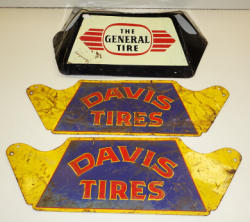 THE
GENERAL
TIRE
DAVIS
TIRES
DAVIS
TIRES